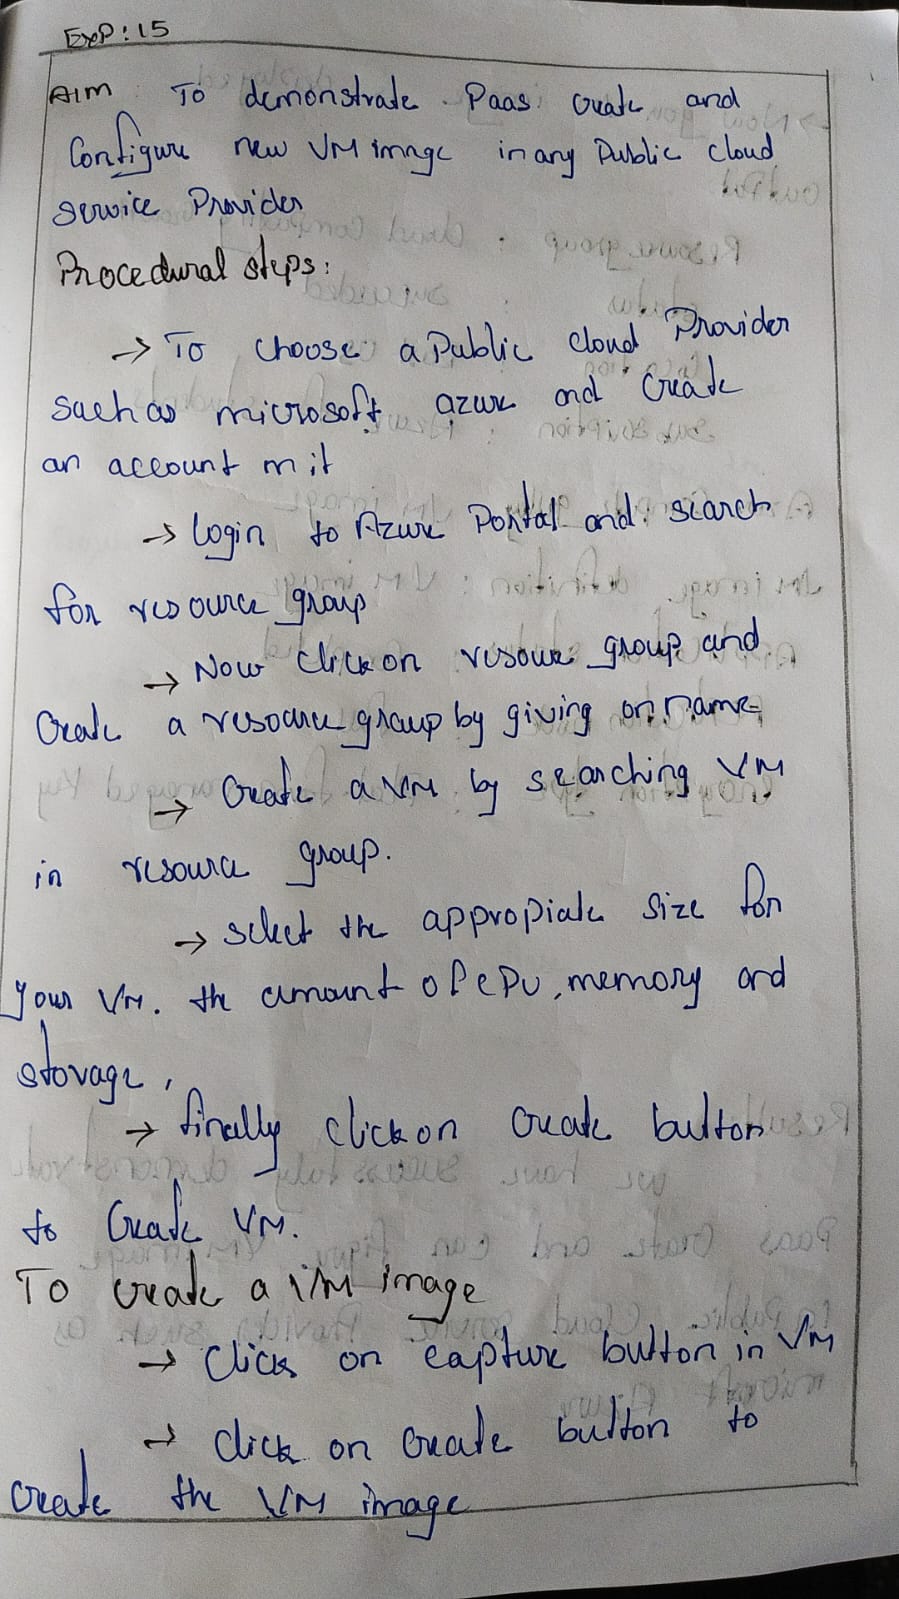 Exp: 15
Aim : To demonstrate Paas create and
Configure new VM image in any Public cloud
Service Provider
Procedural steps:
→ To choose a Public cloud Provider
such as microsoft azure and create
an account in it
→ login to Azure Portal and search
for resource group
→ Now click on resource group and
Create a resource group by giving name
→ Create a VM by searching VM
in resource group.
→ select the appropiate size for
your VM. the amount of cPU, memory and
storage,
→ finally click on create button
to Create VM.
To create a VM image
→ Click on capture button in VM
→ click on create button to
create the VM image